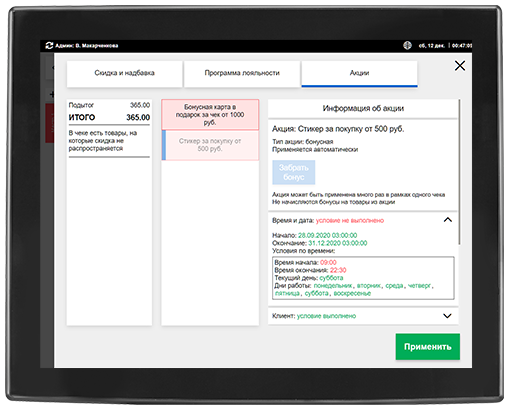 Админ: В. Макарченкова
сб, 12 дек. | 00:47:05
Скидка и надбавка
Программа лояльности
Акции
Подытог 365.00
ИТОГО 365.00
В чеке есть товары, на
которые скидка не
распространяется
Бонусная карта в
подарок за чек от 1000
руб.
Стикер за покупку от
500 руб.
Информация об акции
Акция: Стикер за покупку от 500 руб.
Тип акции: бонусная
Применяется автоматически
Забрать
бонус
Акция может быть применена много раз в рамках одного чека
Не начисляются бонусы на товары из акции
Время и дата: условие не выполнено
Начало: 28.09.2020 03:00:00
Окончание: 31.12.2020 03:00:00
Условия по времени:
Время начала: 09:00
Время окончания: 22:30
Текущий день: суббота
Дни работы: понедельник, вторник, среда, четверг,
пятница, суббота, воскресенье
Клиент: условие выполнено
Применить